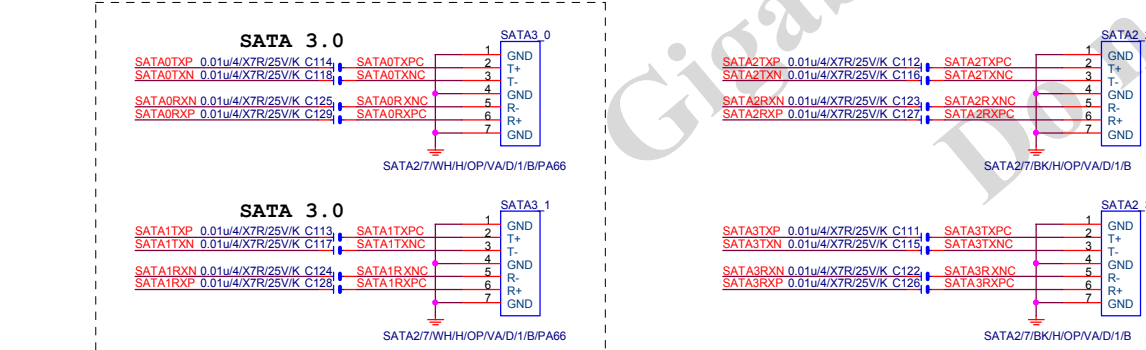 SATA 3.0
SATA3_0
SATA0TXP 0.01u/4/X7R/25V/K C114 SATA0TXPC 1 GND
SATA0TXN 0.01u/4/X7R/25V/K C118 SATA0TXNC 2 T+
3 T-
4 GND
SATA0RXN 0.01u/4/X7R/25V/K C125 SATA0RXNC 5 R-
SATA0RXP 0.01u/4/X7R/25V/K C129 SATA0RXPC 6 R+
7 GND
SATA2/7/WH/H/OP/VA/D/1/B/PA66
SATA2_
SATA2TXP 0.01u/4/X7R/25V/K C112 SATA2TXPC 1 GND
SATA2TXN 0.01u/4/X7R/25V/K C116 SATA2TXNC 2 T+
3 T-
4 GND
SATA2RXN 0.01u/4/X7R/25V/K C123 SATA2RXNC 5 R-
SATA2RXP 0.01u/4/X7R/25V/K C127 SATA2RXPC 6 R+
7 GND
SATA2/7/BK/H/OP/VA/D/1/B
SATA 3.0
SATA3_1
SATA1TXP 0.01u/4/X7R/25V/K C113 SATA1TXPC 1 GND
SATA1TXN 0.01u/4/X7R/25V/K C117 SATA1TXNC 2 T+
3 T-
4 GND
SATA1RXN 0.01u/4/X7R/25V/K C124 SATA1RXNC 5 R-
SATA1RXP 0.01u/4/X7R/25V/K C128 SATA1RXPC 6 R+
7 GND
SATA2/7/WH/H/OP/VA/D/1/B/PA66
SATA2_
SATA3TXP 0.01u/4/X7R/25V/K C111 SATA3TXPC 1 GND
SATA3TXN 0.01u/4/X7R/25V/K C115 SATA3TXNC 2 T+
3 T-
4 GND
SATA3RXN 0.01u/4/X7R/25V/K C122 SATA3RXNC 5 R-
SATA3RXP 0.01u/4/X7R/25V/K C126 SATA3RXPC 6 R+
7 GND
SATA2/7/BK/H/OP/VA/D/1/B